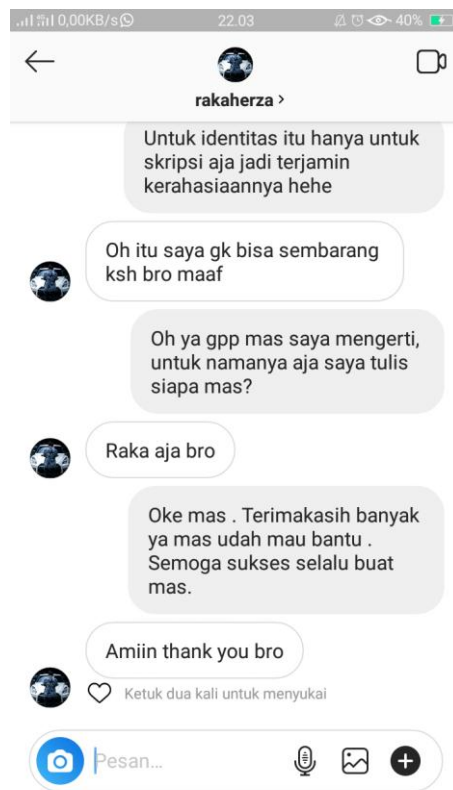 0,00KB/s 22.03 40%
rakaherza >
Untuk identitas itu hanya untuk
skripsi aja jadi terjamin
kerahasiaannya hehe
Oh itu saya gk bisa sembarang
ksh bro maaf
Oh ya gpp mas saya mengerti,
untuk namanya aja saya tulis
siapa mas?
Raka aja bro
Oke mas . Terimakasih banyak
ya mas udah mau bantu .
Semoga sukses selalu buat
mas.
Amiin thank you bro
Ketuk dua kali untuk menyukai
Pesan...